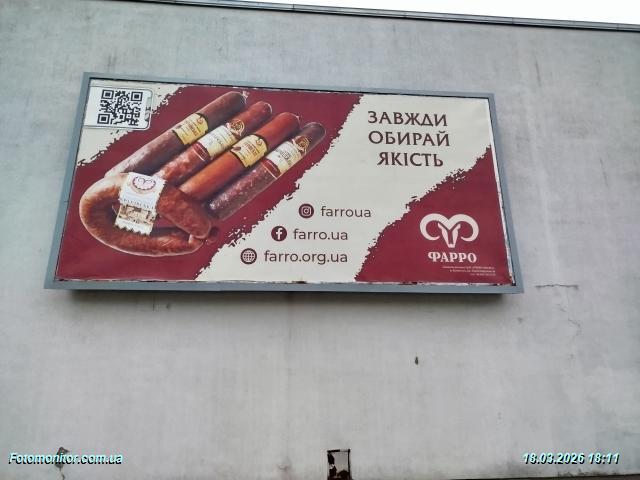 ЗАВЖДИ
ОБИРАЙ
ЯКІСТЬ
farroua
farro.ua
farro.org.ua
ФАРРО
Fotomonitor.com.ua
18.03.2026 18:11